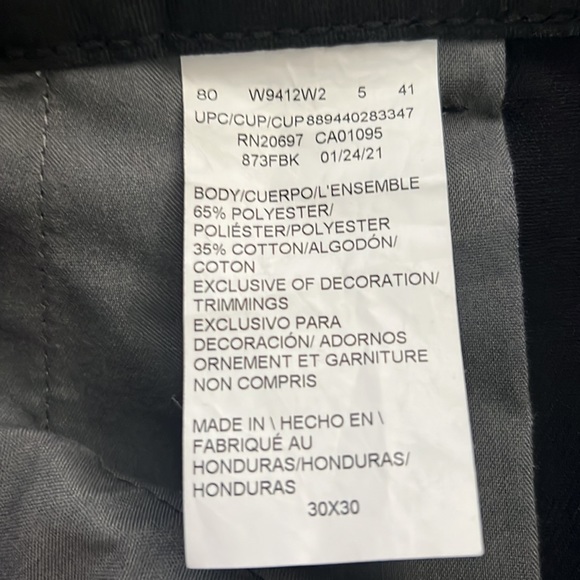 80 W9412W2 5 41
UPC/CUP/CUP889440283347
RN20697 CA01095
873FBK 01/24/21
BODY/CUERPO/L'ENSEMBLE
65% POLYESTER/
POLIÉSTER/POLYESTER
35% COTTON/ALGODÓN/
COTON
EXCLUSIVE OF DECORATION/
TRIMMINGS
EXCLUSIVO PARA
DECORACIÓN/ ADORNOS
ORNEMENT ET GARNITURE
NON COMPRIS
MADE IN \ HECHO EN \
FABRIQUÉ AU
HONDURAS/HONDURAS/
HONDURAS
30X30